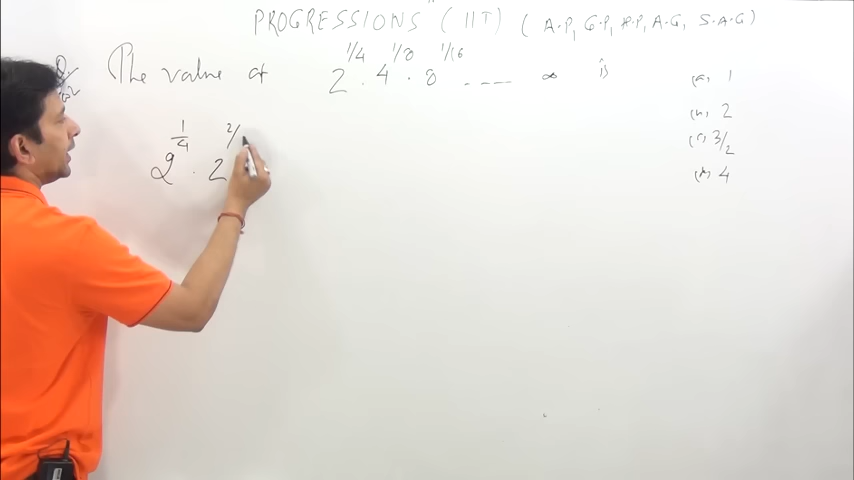 PROGRESSIONS (IIT) ( A.P, G.P, H.P, A.G, S.A.G)
Q The value of 2^1/4 . 4^1/8 . 8^1/16 ---- ∞ is
(a) 1
(b) 2
(c) 3/2
(d) 4
2^1/4 . 2^2/